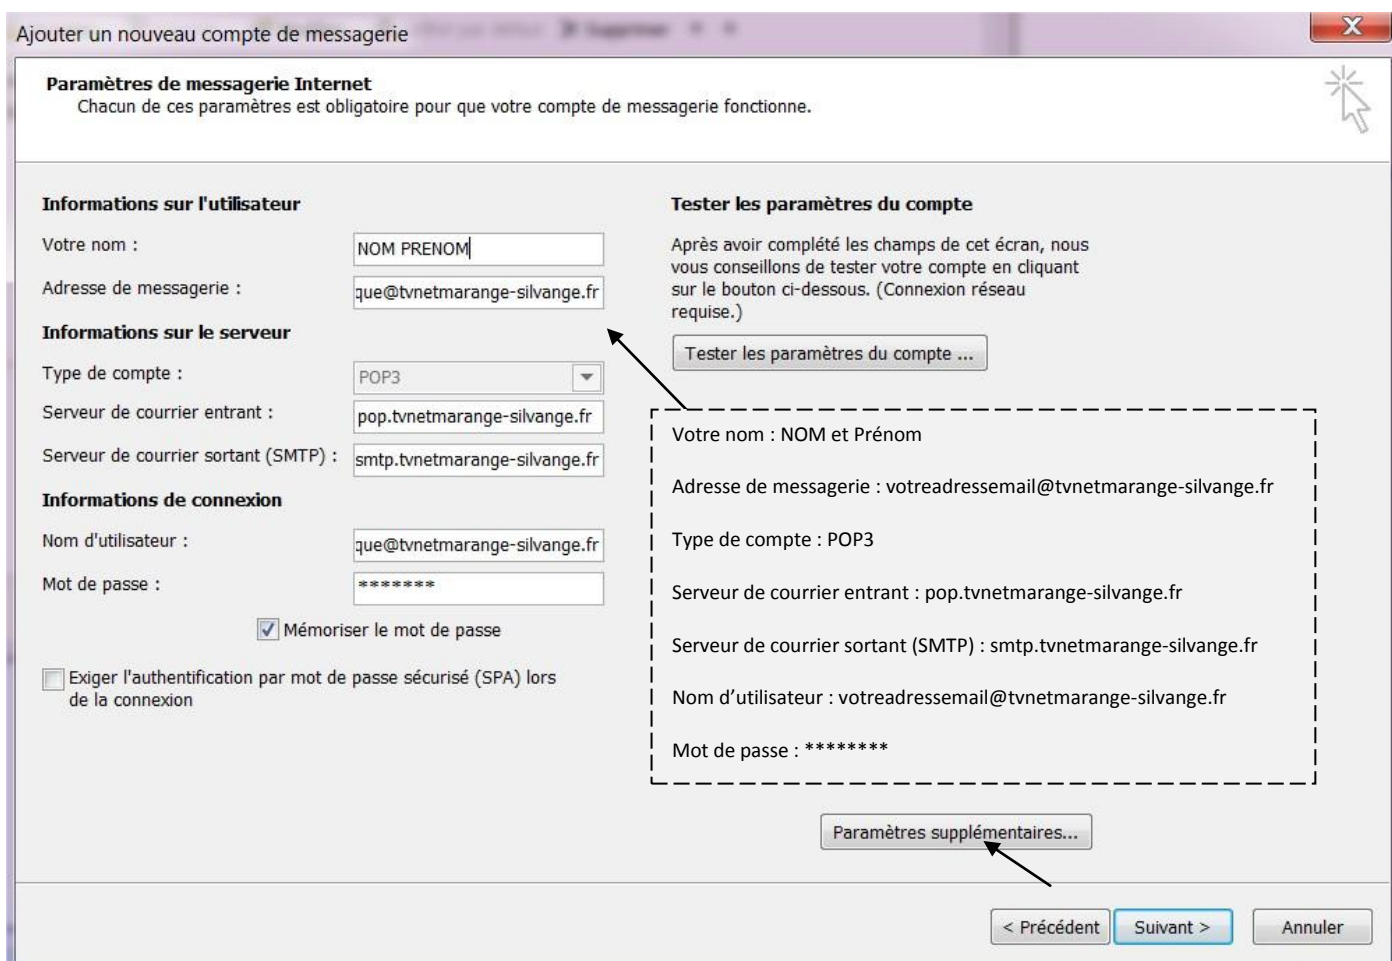 Ajouter un nouveau compte de messagerie
Supprimer
Paramètres de messagerie Internet
Chacun de ces paramètres est obligatoire pour que votre compte de messagerie fonctionne.
Informations sur l'utilisateur
Votre nom :
NOM PRENOM
Adresse de messagerie :
que@tvnetmarange-silvange.fr
Informations sur le serveur
Type de compte :
POP3
Serveur de courrier entrant :
pop.tvnetmarange-silvange.fr
Serveur de courrier sortant (SMTP) :
smtp.tvnetmarange-silvange.fr
Informations de connexion
Nom d'utilisateur :
que@tvnetmarange-silvange.fr
Mot de passe :
*******
Mémoriser le mot de passe
Exiger l'authentification par mot de passe sécurisé (SPA) lors
de la connexion
Tester les paramètres du compte
Après avoir complété les champs de cet écran, nous
vous conseillons de tester votre compte en cliquant
sur le bouton ci-dessous. (Connexion réseau
requise.)
Tester les paramètres du compte ...
Votre nom : NOM et Prénom
Adresse de messagerie : votreadressemail@tvnetmarange-silvange.fr
Type de compte : POP3
Serveur de courrier entrant : pop.tvnetmarange-silvange.fr
Serveur de courrier sortant (SMTP) : smtp.tvnetmarange-silvange.fr
Nom d’utilisateur : votreadressemail@tvnetmarange-silvange.fr
Mot de passe : ********
Paramètres supplémentaires...
< Précédent
Suivant >
Annuler